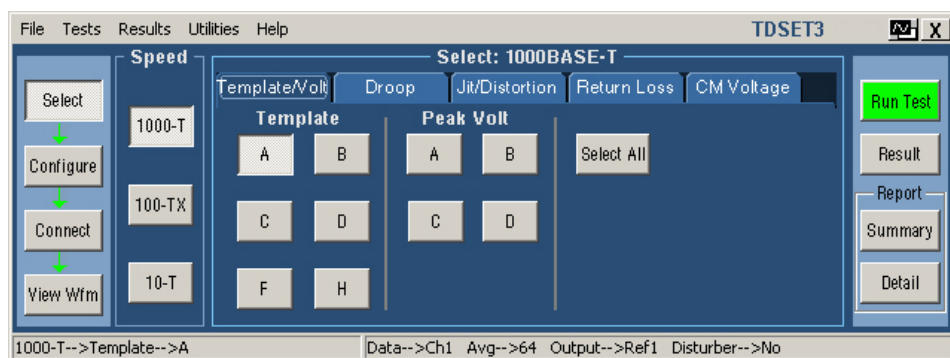 File Tests Results Utilities Help TDSET3 X
Speed Select: 1000BASE-T
Template/Volt Droop Jit/Distortion Return Loss CM Voltage
Select Run Test
Template Peak Volt
1000-T
A B A B Select All
Configure Result
100-TX Report
Connect C D C D Summary
10-T
View Wfm F H Detail
1000-T-->Template-->A Data-->Ch1 Avg-->64 Output-->Ref1 Disturber-->No